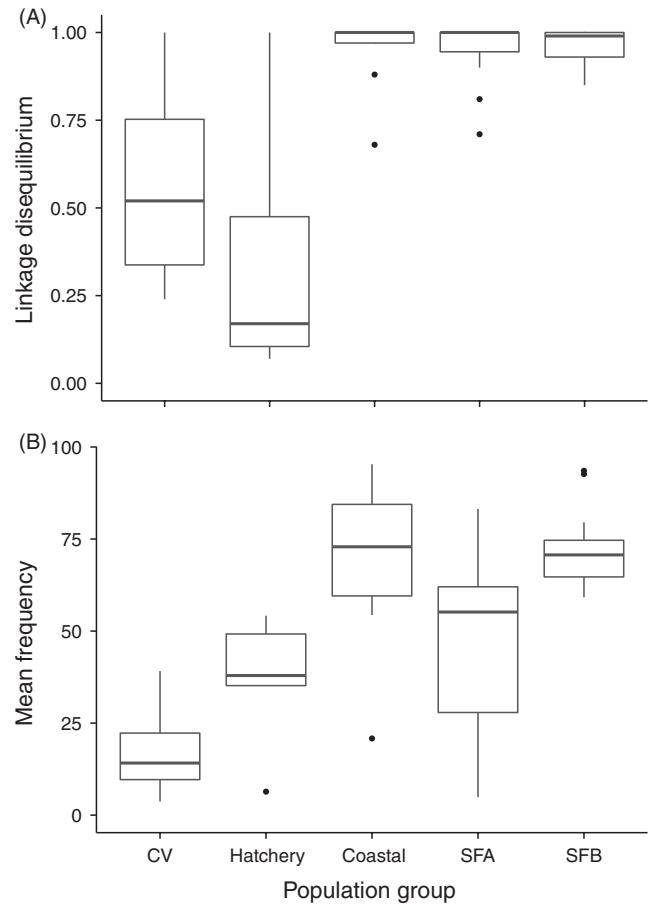 (A)
1.00
0.75
0.50
0.25
0.00
Linkage disequilibrium
(B)
100
75
50
25
0
Mean frequency
CV Hatchery Coastal SFA SFB
Population group